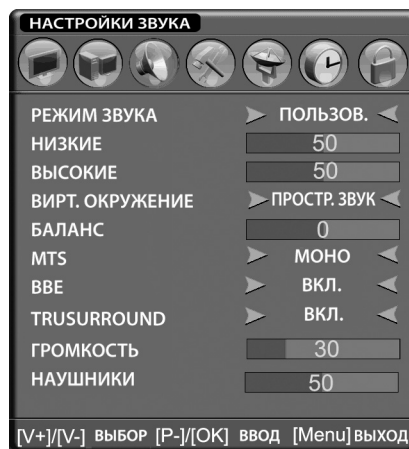 НАСТРОЙКИ ЗВУКА
РЕЖИМ ЗВУКА ПОЛЬЗОВ.
НИЗКИЕ 50
ВЫСОКИЕ 50
ВИРТ. ОКРУЖЕНИЕ ПРОСТР. ЗВУК
БАЛАНС 0
MTS МОНО
BBE ВКЛ.
TRUSURROUND ВКЛ.
ГРОМКОСТЬ 30
НАУШНИКИ 50
[V+]/[V-] ВЫБОР [P-]/[OK] ВВОД [Menu] ВЫХОД